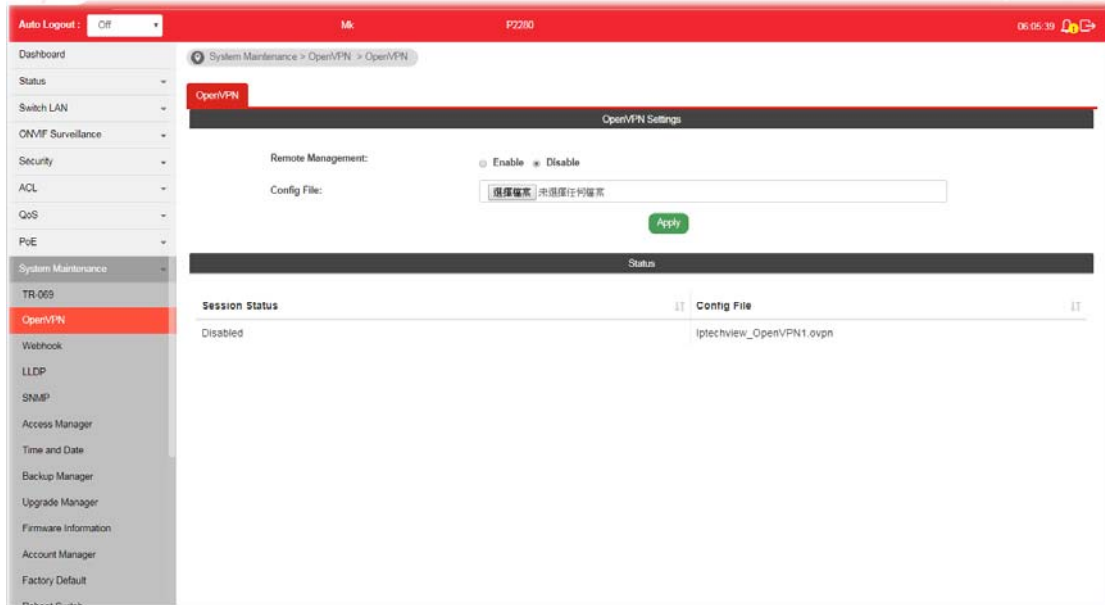 Auto Logout : Off Mk P2280 06:05:39
Dashboard
Status
Switch LAN
ONVIF Surveillance
Security
ACL
QoS
PoE
System Maintenance
TR-069
OpenVPN
Webhook
LLDP
SNMP
Access Manager
Time and Date
Backup Manager
Upgrade Manager
Firmware Information
Account Manager
Factory Default
Reboot Switch
System Maintenance > OpenVPN > OpenVPN
OpenVPN
OpenVPN Settings
Remote Management: Enable Disable
Config File: 選擇檔案 未選擇任何檔案
Apply
Status
Session Status Config File
Disabled Iptechview_OpenVPN1.ovpn